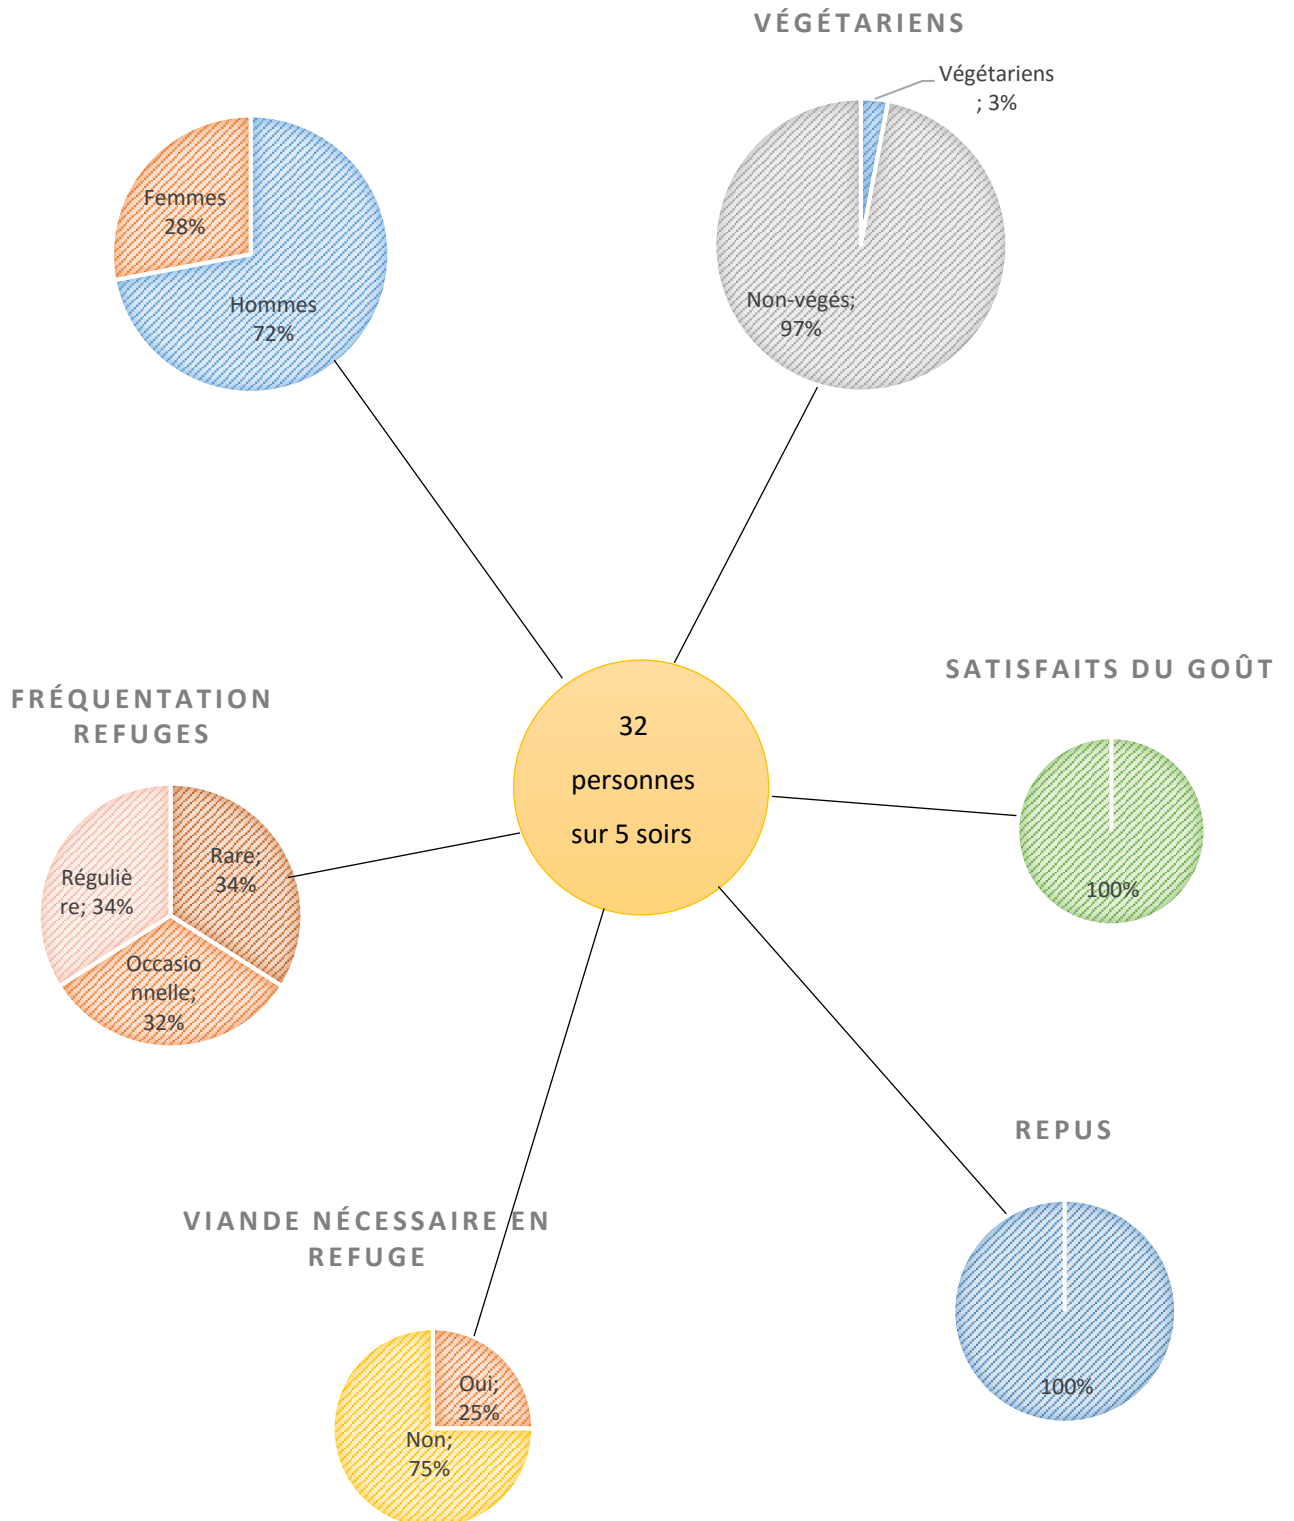 VÉGÉTARIENS
Végétariens
; 3%
Non-végés;
97%
Femmes
28%
Hommes
72%
32
personnes
sur 5 soirs
SATISFAITS DU GOÛT
100%
FRÉQUENTATION
REFUGES
Rare;
34%
Réguliè
re; 34%
Occasio
nnelle;
32%
REPUS
100%
VIANDE NÉCESSAIRE EN
REFUGE
Oui;
25%
Non;
75%